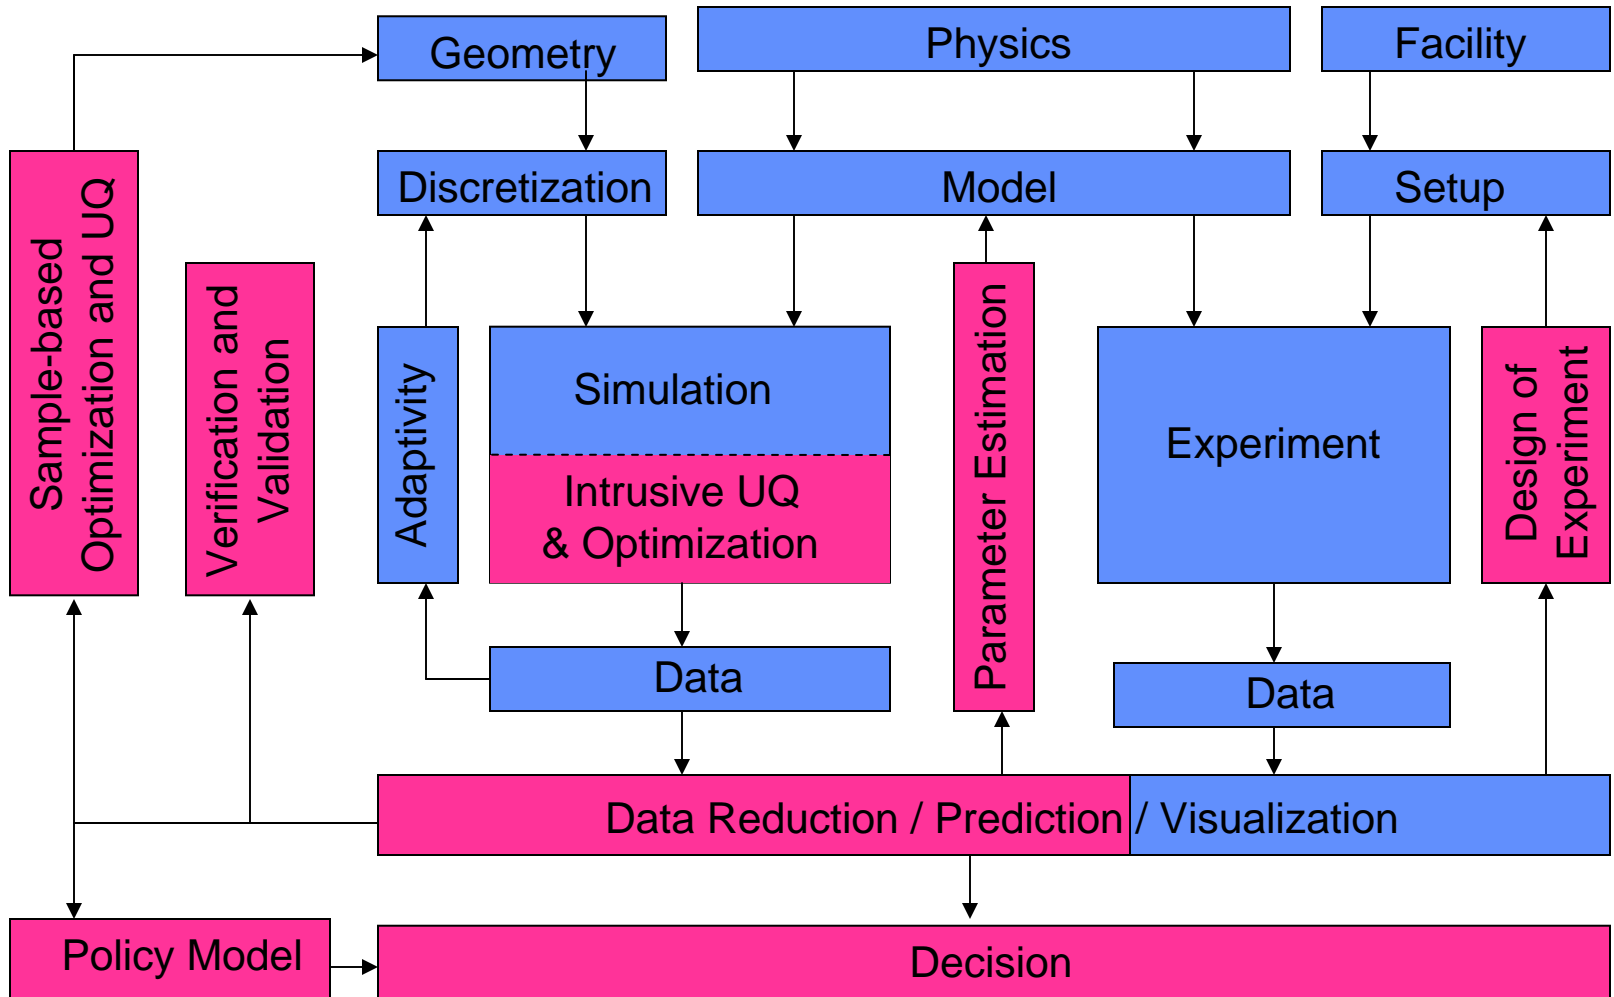 Geometry
Physics
Facility
Discretization
Model
Setup
Sample-based
Optimization and UQ
Verification and
Validation
Adaptivity
Simulation
Intrusive UQ
& Optimization
Parameter Estimation
Experiment
Design of
Experiment
Data
Data
Data Reduction / Prediction / Visualization
Policy Model
Decision